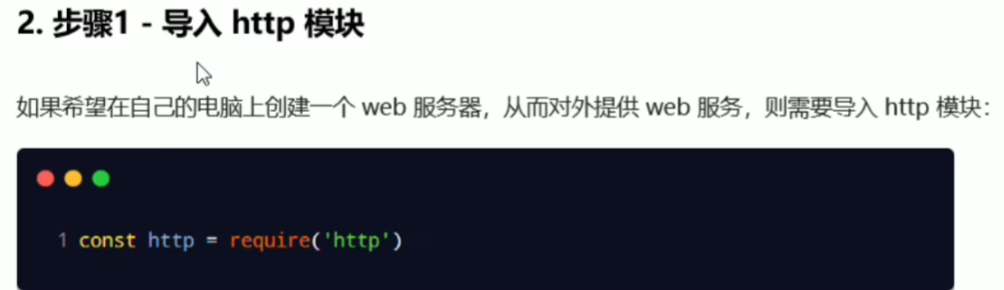 2. 步骤1 - 导入 http 模块
如果希望在自己的电脑上创建一个 web 服务器，从而对外提供 web 服务，则需要导入 http 模块：
1 const http = require('http')